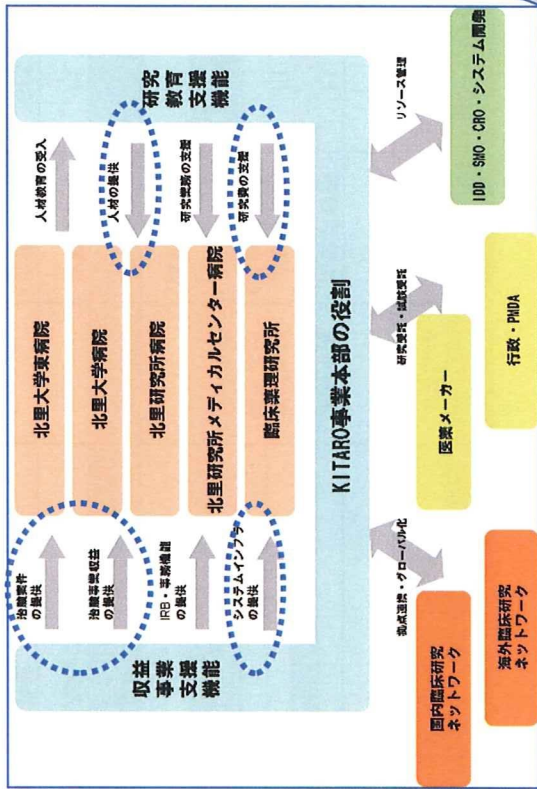 収益
事業
支援
機能
治験案件
の提供
治験事業収益
の提供
IRB・事務機能
の提供
システムインフラ
の提供
北里大学東病院
北里大学病院
北里研究所病院
北里研究所メディカルセンター病院
臨床薬理研究所
人材教育の受入
人材の提供
研究業務の支援
研究費の支援
研究
教育
支援
機能
KITARO事業本部の役割
拠点連携・グローバル化
研究受託・試験受託
リソース管理
国内臨床研究
ネットワーク
海外臨床研究
ネットワーク
医薬メーカー
行政・PMDA
IDD・SMO・CRO・システム開発